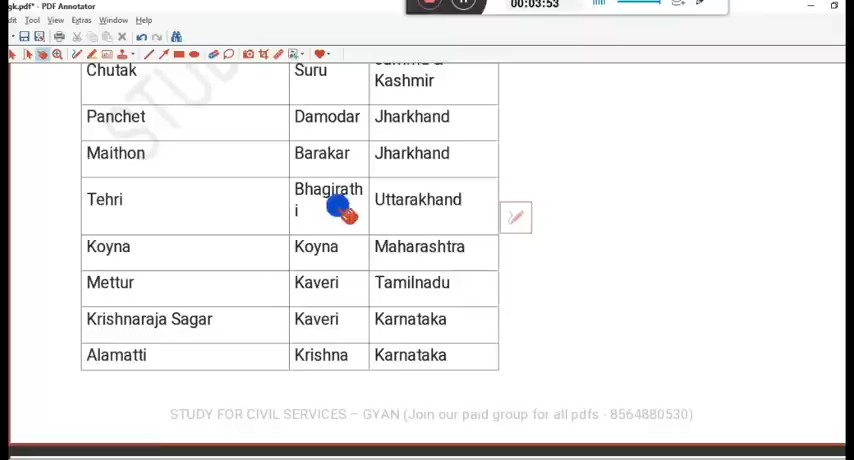 gk.pdf* - PDF Annotator
dit Tool View Extras Window Help
00:03:53
Chutak Suru Kashmir
Panchet Damodar Jharkhand
Maithon Barakar Jharkhand
Tehri Bhagirath
i Uttarakhand
Koyna Koyna Maharashtra
Mettur Kaveri Tamilnadu
Krishnaraja Sagar Kaveri Karnataka
Alamatti Krishna Karnataka
STUDY FOR CIVIL SERVICES – GYAN (Join our paid group for all pdfs - 8564880530)